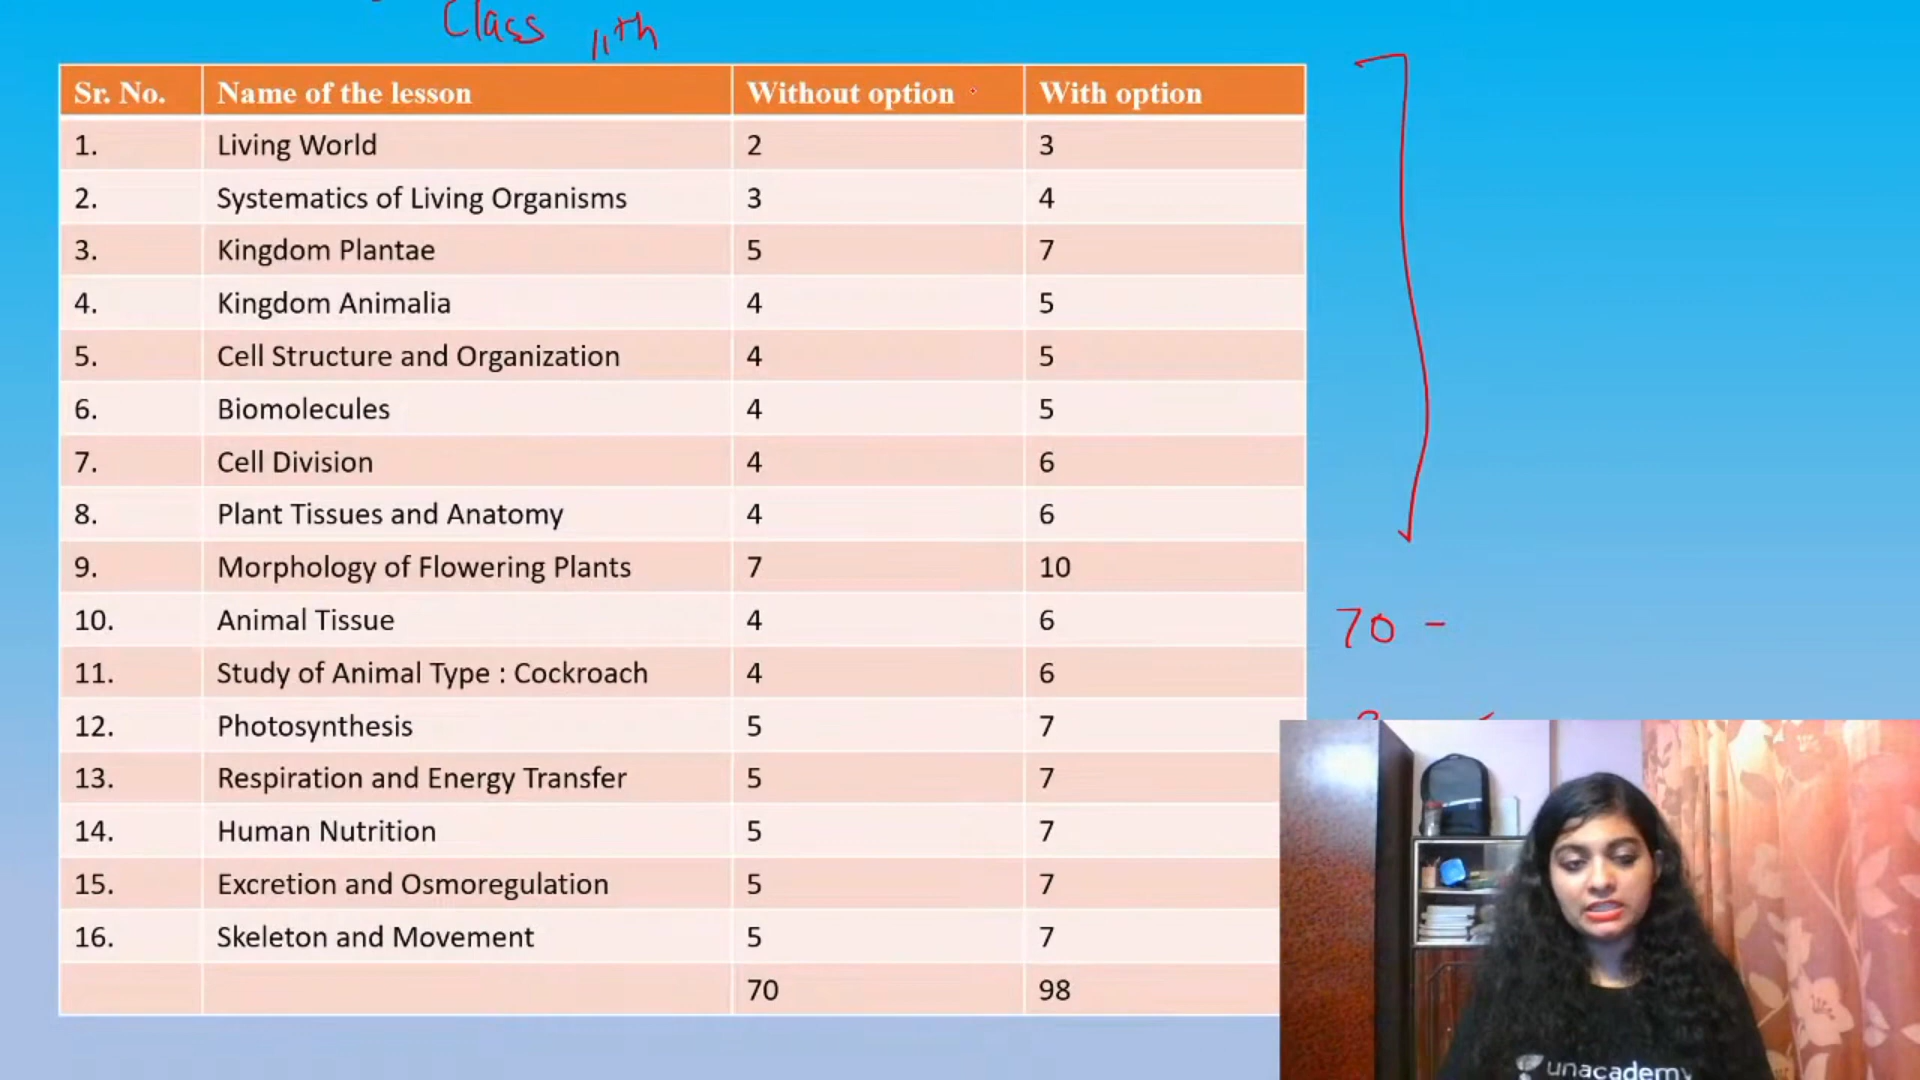 Class 11th
Sr. No. Name of the lesson Without option With option
1. Living World 2 3
2. Systematics of Living Organisms 3 4
3. Kingdom Plantae 5 7
4. Kingdom Animalia 4 5
5. Cell Structure and Organization 4 5
6. Biomolecules 4 5
7. Cell Division 4 6
8. Plant Tissues and Anatomy 4 6
9. Morphology of Flowering Plants 7 10
10. Animal Tissue 4 6
70 -
11. Study of Animal Type : Cockroach 4 6
12. Photosynthesis 5 7
13. Respiration and Energy Transfer 5 7
14. Human Nutrition 5 7
15. Excretion and Osmoregulation 5 7
16. Skeleton and Movement 5 7
70 98
unacademy